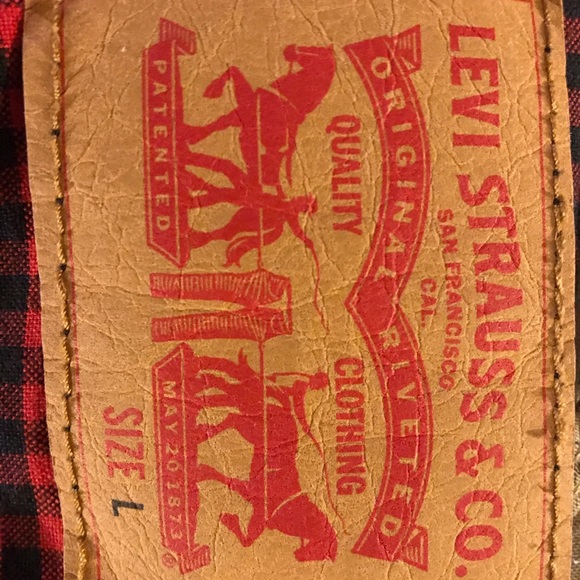 LEVI STRAUSS & CO.
SAN FRANCISCO,
CAL.
ORIGINAL RIVETED
QUALITY CLOTHING
PATENTED MAY 20 1873
SIZE L